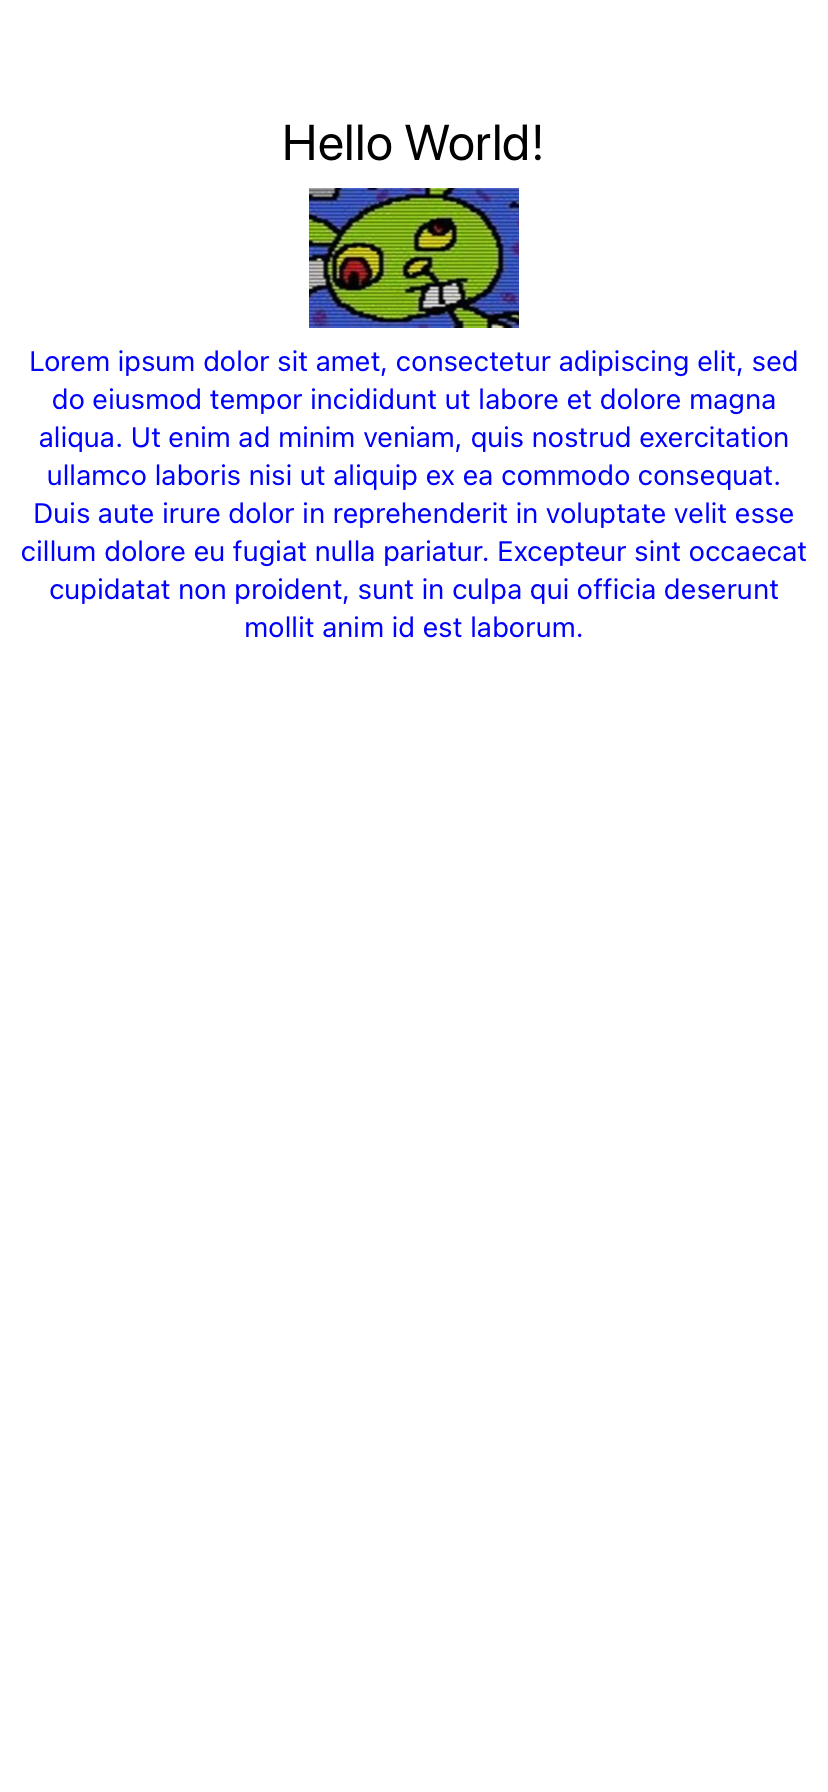 Hello World!
Lorem ipsum dolor sit amet, consectetur adipiscing elit, sed
do eiusmod tempor incididunt ut labore et dolore magna
aliqua. Ut enim ad minim veniam, quis nostrud exercitation
ullamco laboris nisi ut aliquip ex ea commodo consequat.
Duis aute irure dolor in reprehenderit in voluptate velit esse
cillum dolore eu fugiat nulla pariatur. Excepteur sint occaecat
cupidatat non proident, sunt in culpa qui officia deserunt
mollit anim id est laborum.